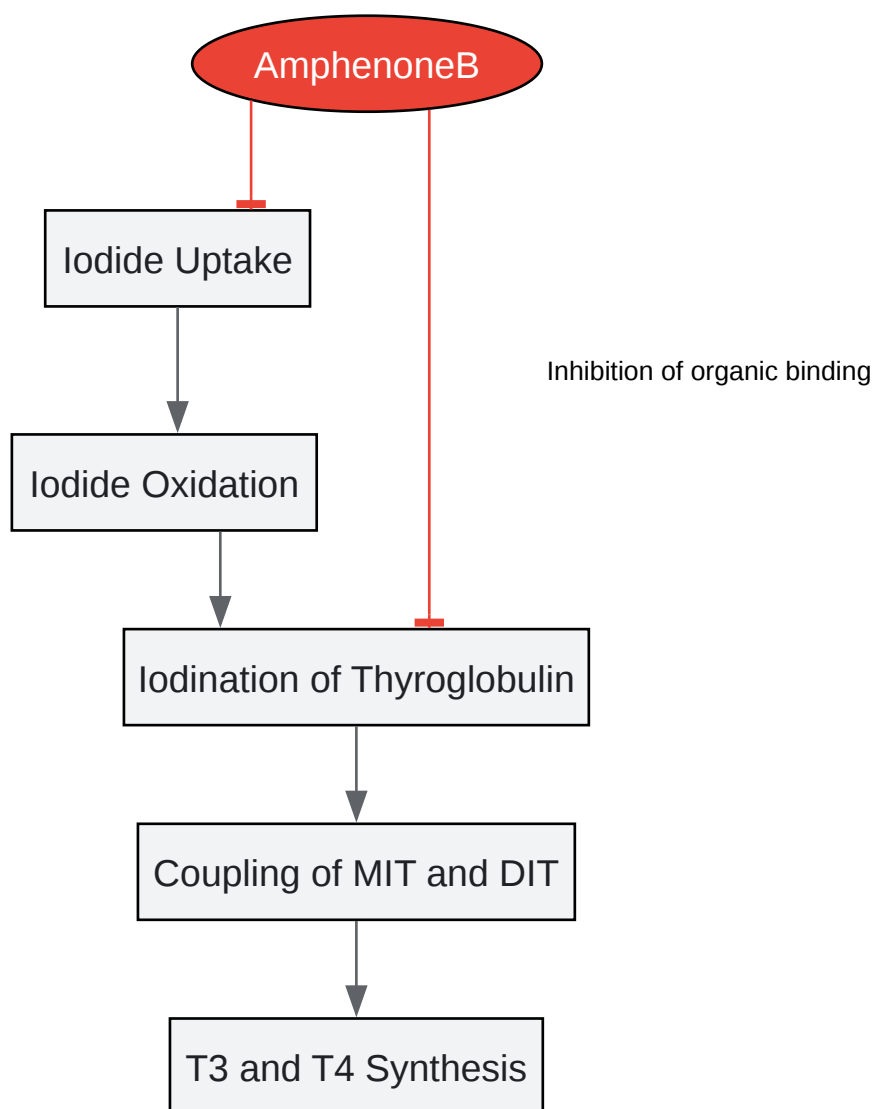 AmphenoneB
Iodide Uptake
Inhibition of organic binding
Iodide Oxidation
Iodination of Thyroglobulin
Coupling of MIT and DIT
T3 and T4 Synthesis